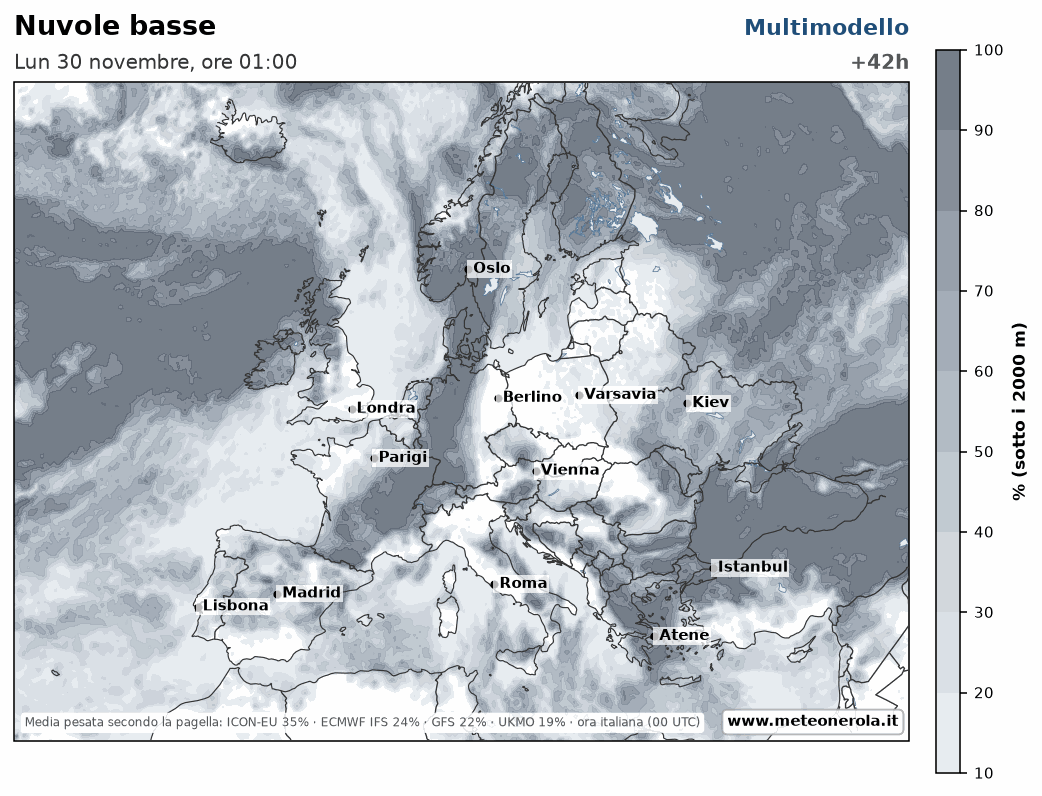 Nuvole basse
Multimodello
Lun 30 novembre, ore 01:00
+42h
100
90
80
70
60
50
40
30
20
10
% (sotto i 2000 m)
Oslo
Berlino
Varsavia
Kiev
Londra
Parigi
Vienna
Istanbul
Roma
Madrid
Lisbona
Atene
Media pesata secondo la pagella: ICON-EU 35% · ECMWF IFS 24% · GFS 22% · UKMO 19% · ora italiana (00 UTC)
www.meteonerola.it